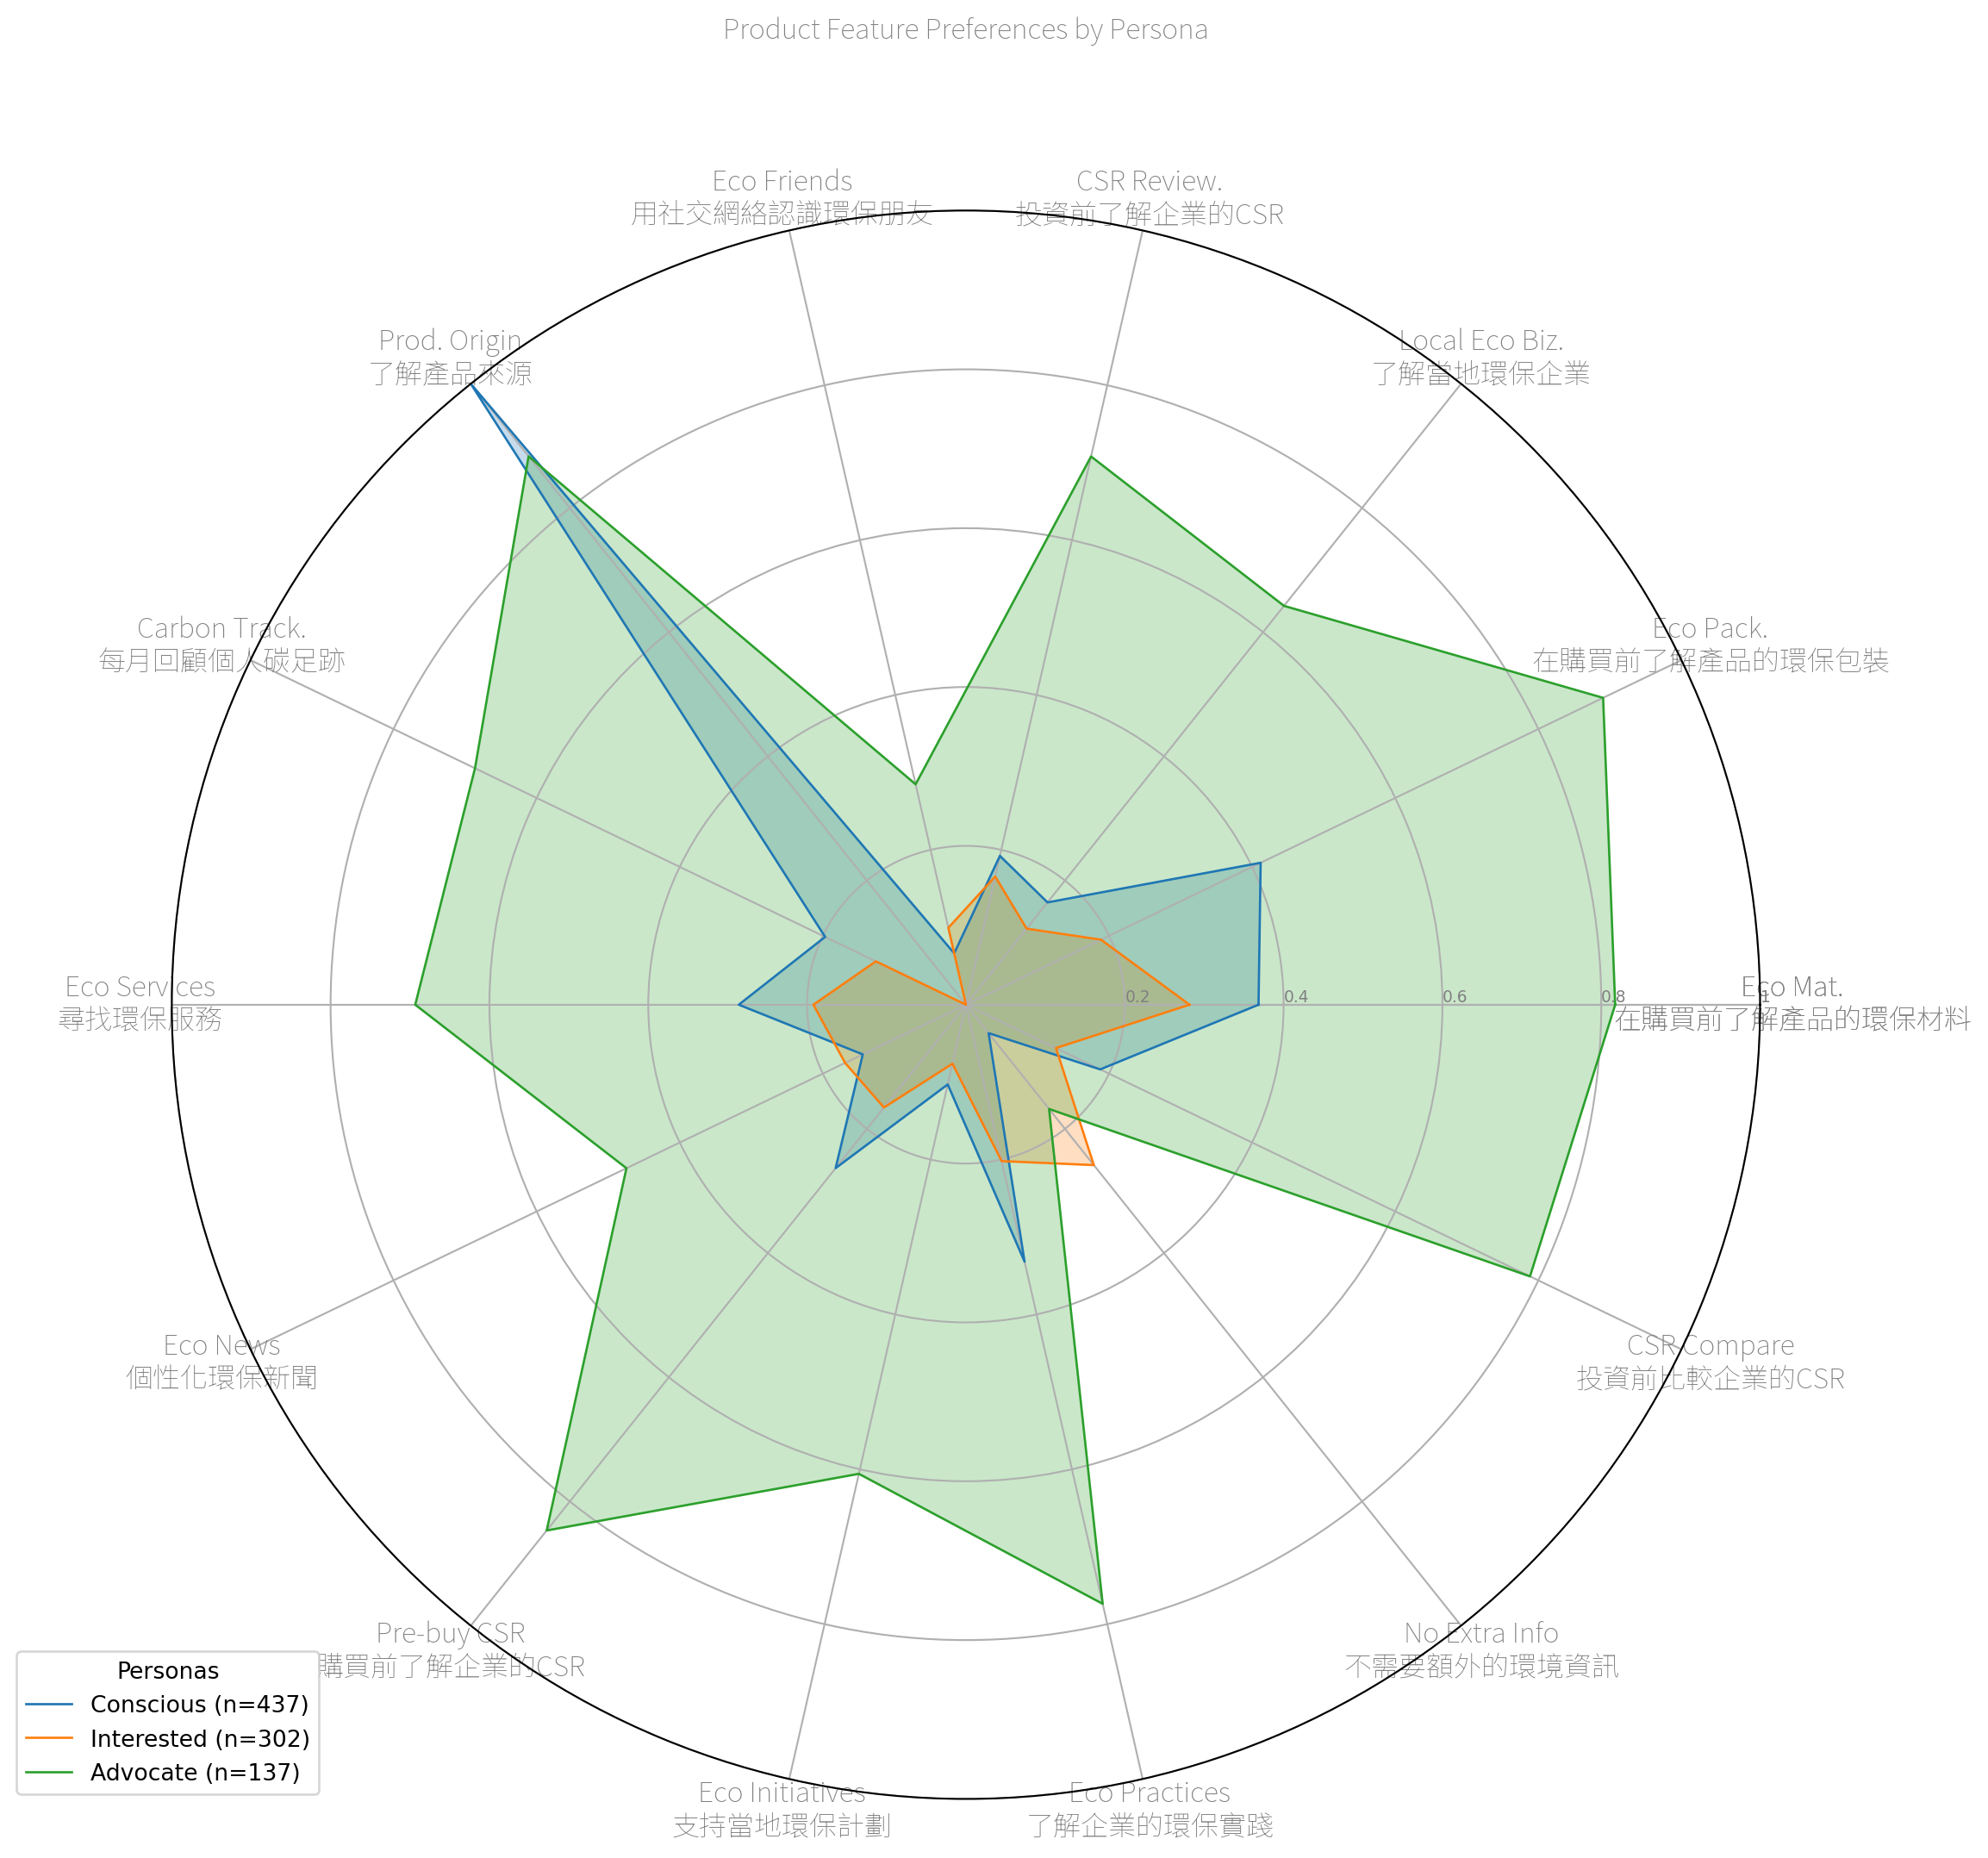 Product Feature Preferences by Persona
Eco Friends
用社交網絡認識環保朋友
CSR Review.
投資前了解企業的CSR
Prod. Origin
了解產品來源
Local Eco Biz.
了解當地環保企業
Carbon Track.
每月回顧個人碳足跡
Eco Pack.
在購買前了解產品的環保包裝
Eco Services
尋找環保服務
0.2
0.4
0.6
0.8
1
Eco Mat.
在購買前了解產品的環保材料
Eco News
個性化環保新聞
CSR Compare
投資前比較企業的CSR
Pre-buy CSR
購買前了解企業的CSR
No Extra Info
不需要額外的環境資訊
Eco Initiatives
支持當地環保計劃
Eco Practices
了解企業的環保實踐
Personas
Conscious (n=437)
Interested (n=302)
Advocate (n=137)